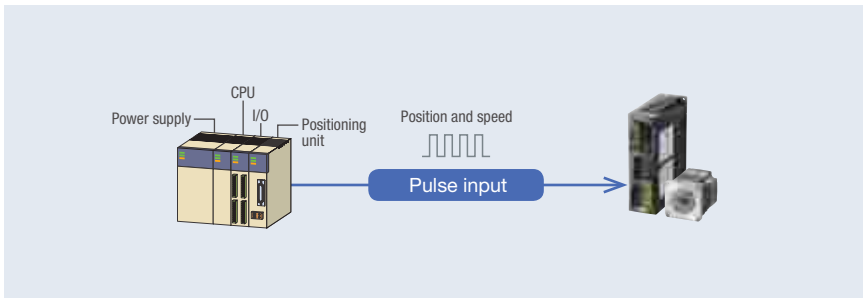 CPU
Power supply
I/O
Positioning
unit
Position and speed
Pulse input